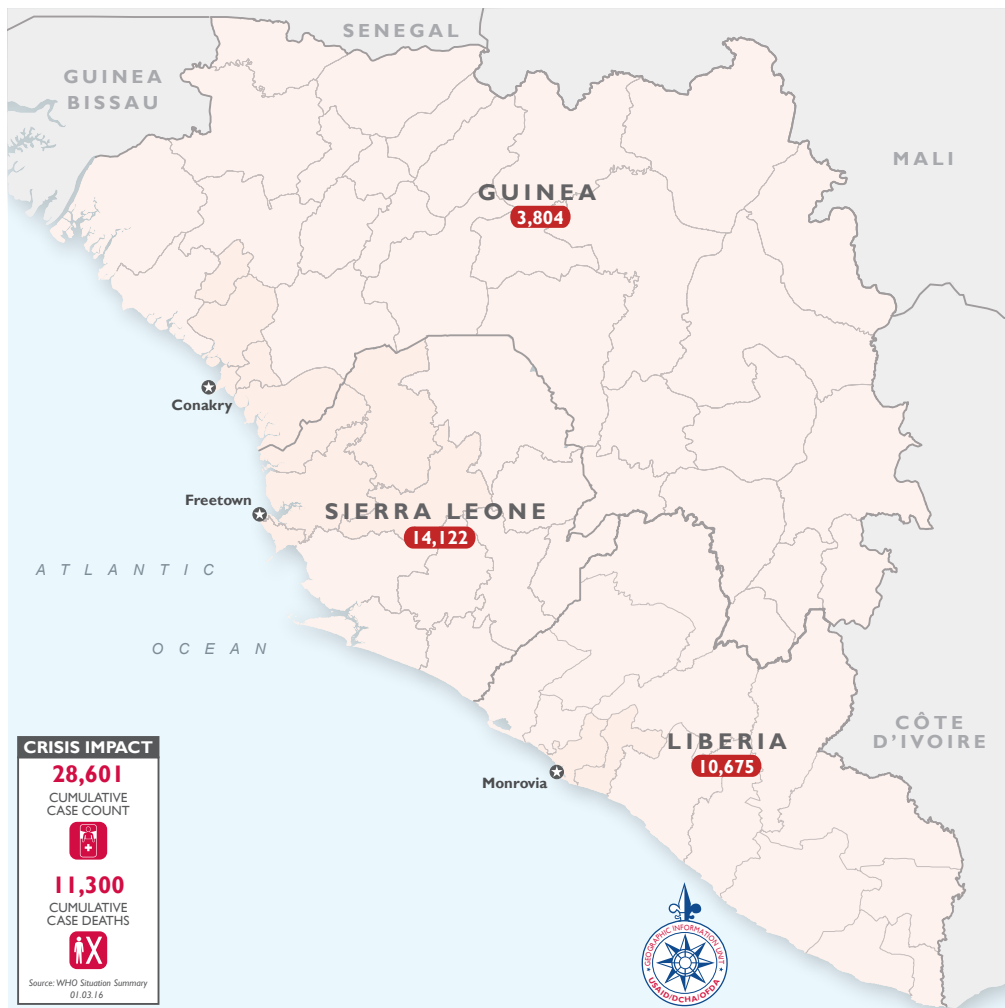 SENEGAL
GUINEA
BISSAU
MALI
GUINEA
3,804
Conakry
Freetown
SIERRA LEONE
14,122
ATLANTIC
OCEAN
CÔTE
D'IVOIRE
LIBERIA
10,675
Monrovia
CRISIS IMPACT
28,601
CUMULATIVE
CASE COUNT
11,300
CUMULATIVE
CASE DEATHS
Source: WHO Situation Summary
01.03.16
GEOGRAPHIC INFORMATION UNIT
USAID/DCHA/OFDA